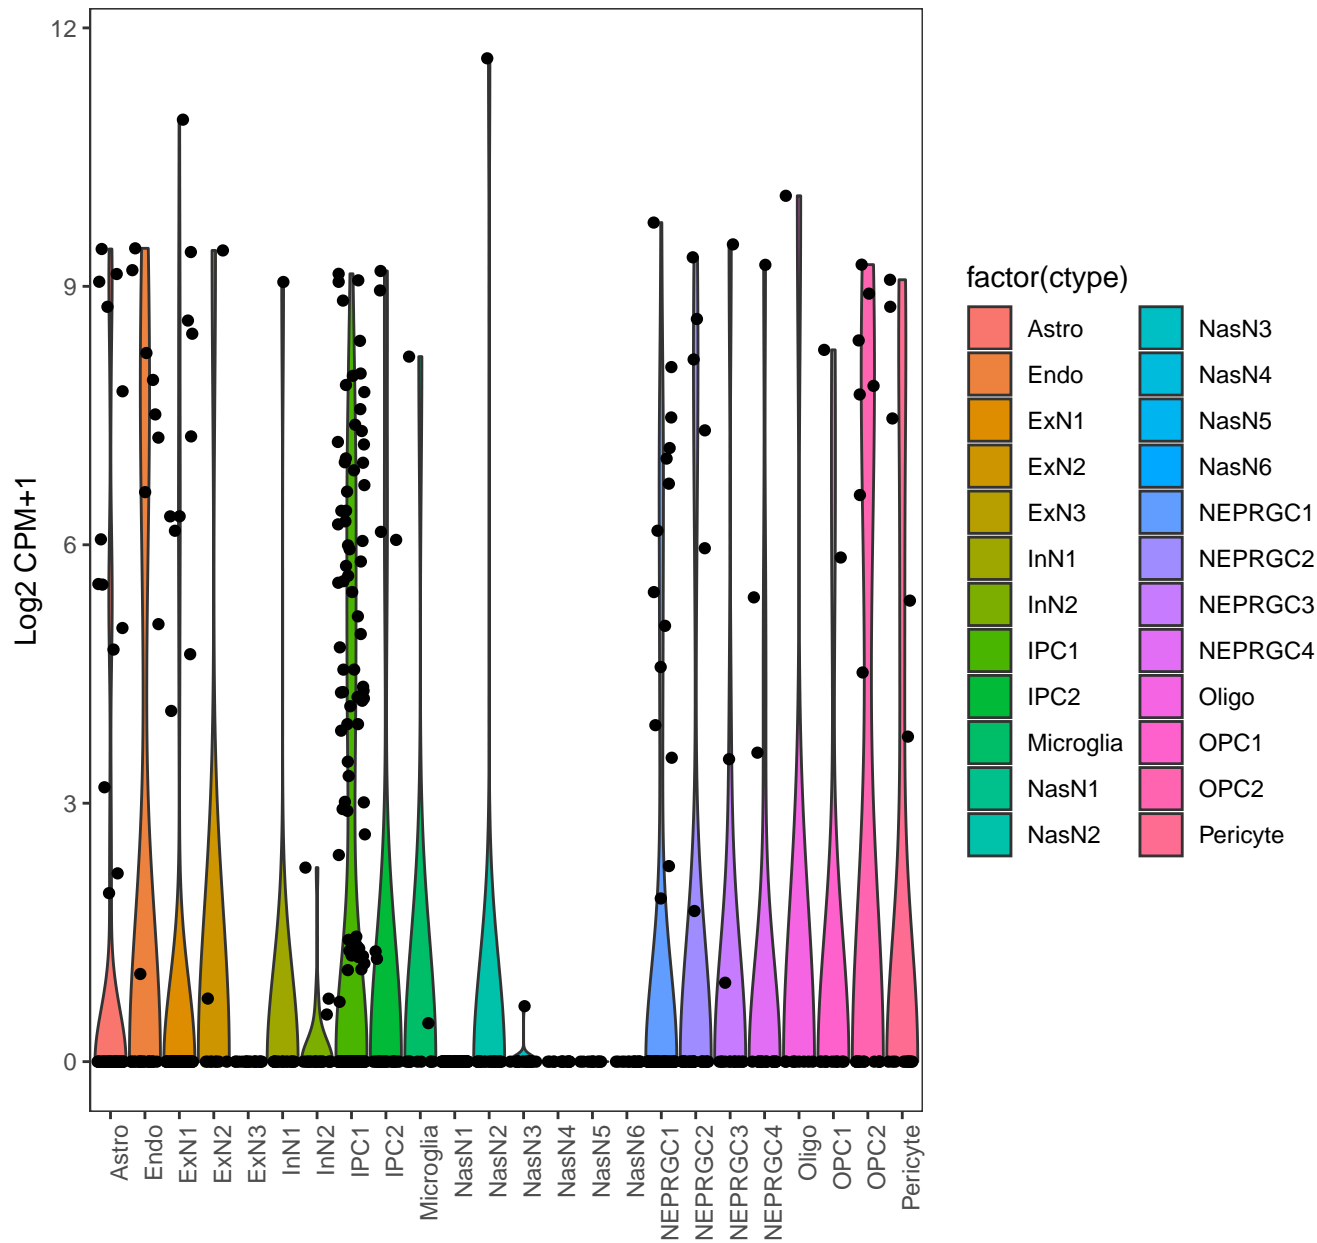 12
9
6
3
0
Log2 CPM+1
Astro
Endo
ExN1
ExN2
ExN3
InN1
InN2
IPC1
IPC2
Microglia
NasN1
NasN2
NasN3
NasN4
NasN5
NasN6
NEPRGC1
NEPRGC2
NEPRGC3
NEPRGC4
Oligo
OPC1
OPC2
Pericyte
factor(ctype)
Astro
Endo
ExN1
ExN2
ExN3
InN1
InN2
IPC1
IPC2
Microglia
NasN1
NasN2
NasN3
NasN4
NasN5
NasN6
NEPRGC1
NEPRGC2
NEPRGC3
NEPRGC4
Oligo
OPC1
OPC2
Pericyte